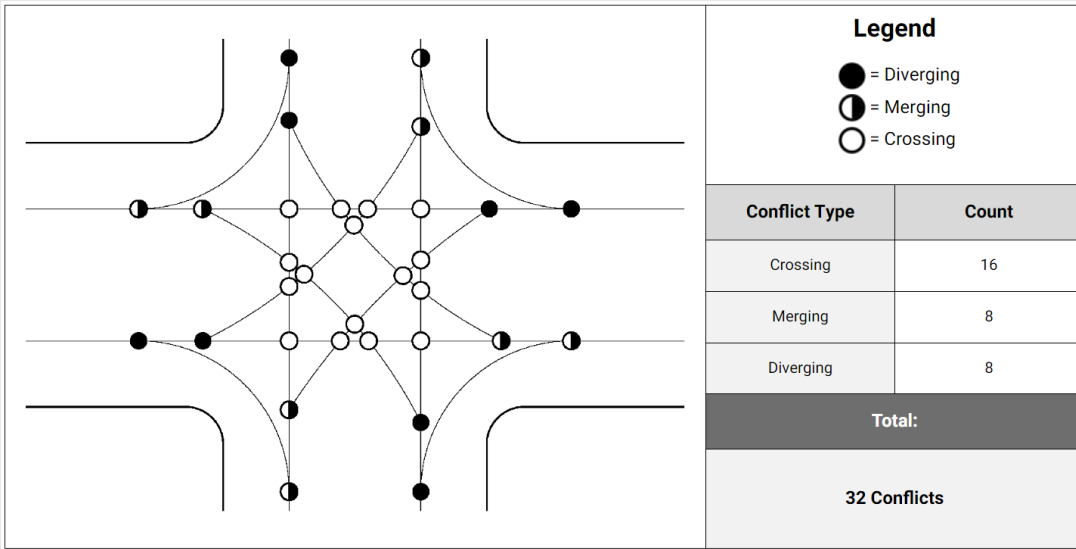 Legend
= Diverging
= Merging
= Crossing
Conflict Type Count
Crossing 16
Merging 8
Diverging 8
Total:
32 Conflicts